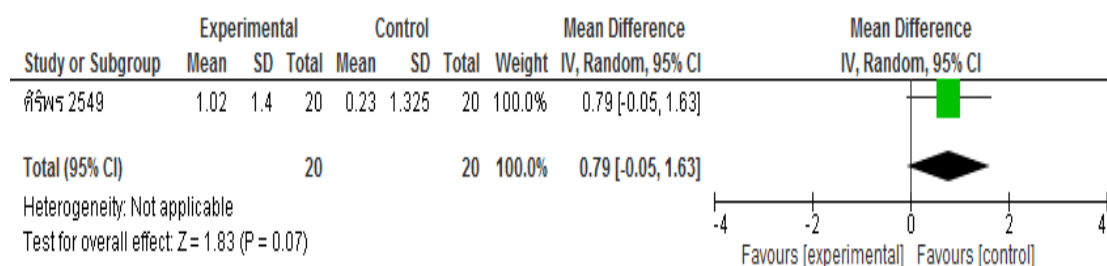 Experimental Control Mean Difference Mean Difference
Study or Subgroup Mean SD Total Mean SD Total Weight IV, Random, 95% CI IV, Random, 95% CI
ศิริพร 2549 1.02 1.4 20 0.23 1.325 20 100.0% 0.79 [-0.05, 1.63]
Total (95% CI) 20 20 100.0% 0.79 [-0.05, 1.63]
Heterogeneity: Not applicable
Test for overall effect: Z = 1.83 (P = 0.07)
-4 -2 0 2 4
Favours [experimental] Favours [control]